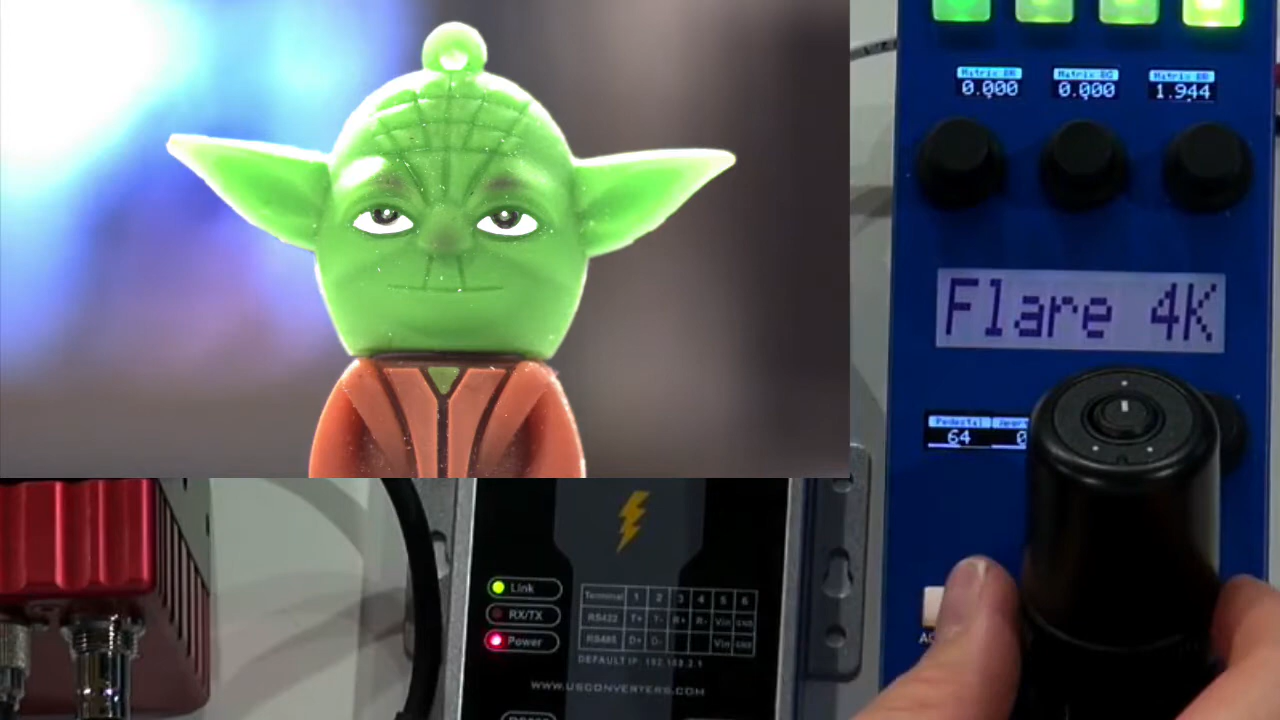 Matrix BR Matrix BG Matrix BB
0.000 0.000 1.944
Flare 4K
Pedestal
64 0
Link
RX/TX
Power
Terminal 1 2 3 4 5 6
RS422 T+ T- R+ R- Vin GND
RS485 D+ D- Vin GND
DEFAULT IP: 192.168.2.1
WWW.USCONVERTERS.COM